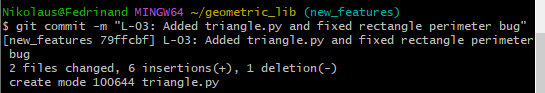 Nikolaus@Fedrinand MINGW64 ~/geometric_lib (new_features)
$ git commit -m "L-03: Added triangle.py and fixed rectangle perimeter bug"
[new_features 79ffcbf] L-03: Added triangle.py and fixed rectangle perimeter
bug
2 files changed, 6 insertions(+), 1 deletion(-)
create mode 100644 triangle.py